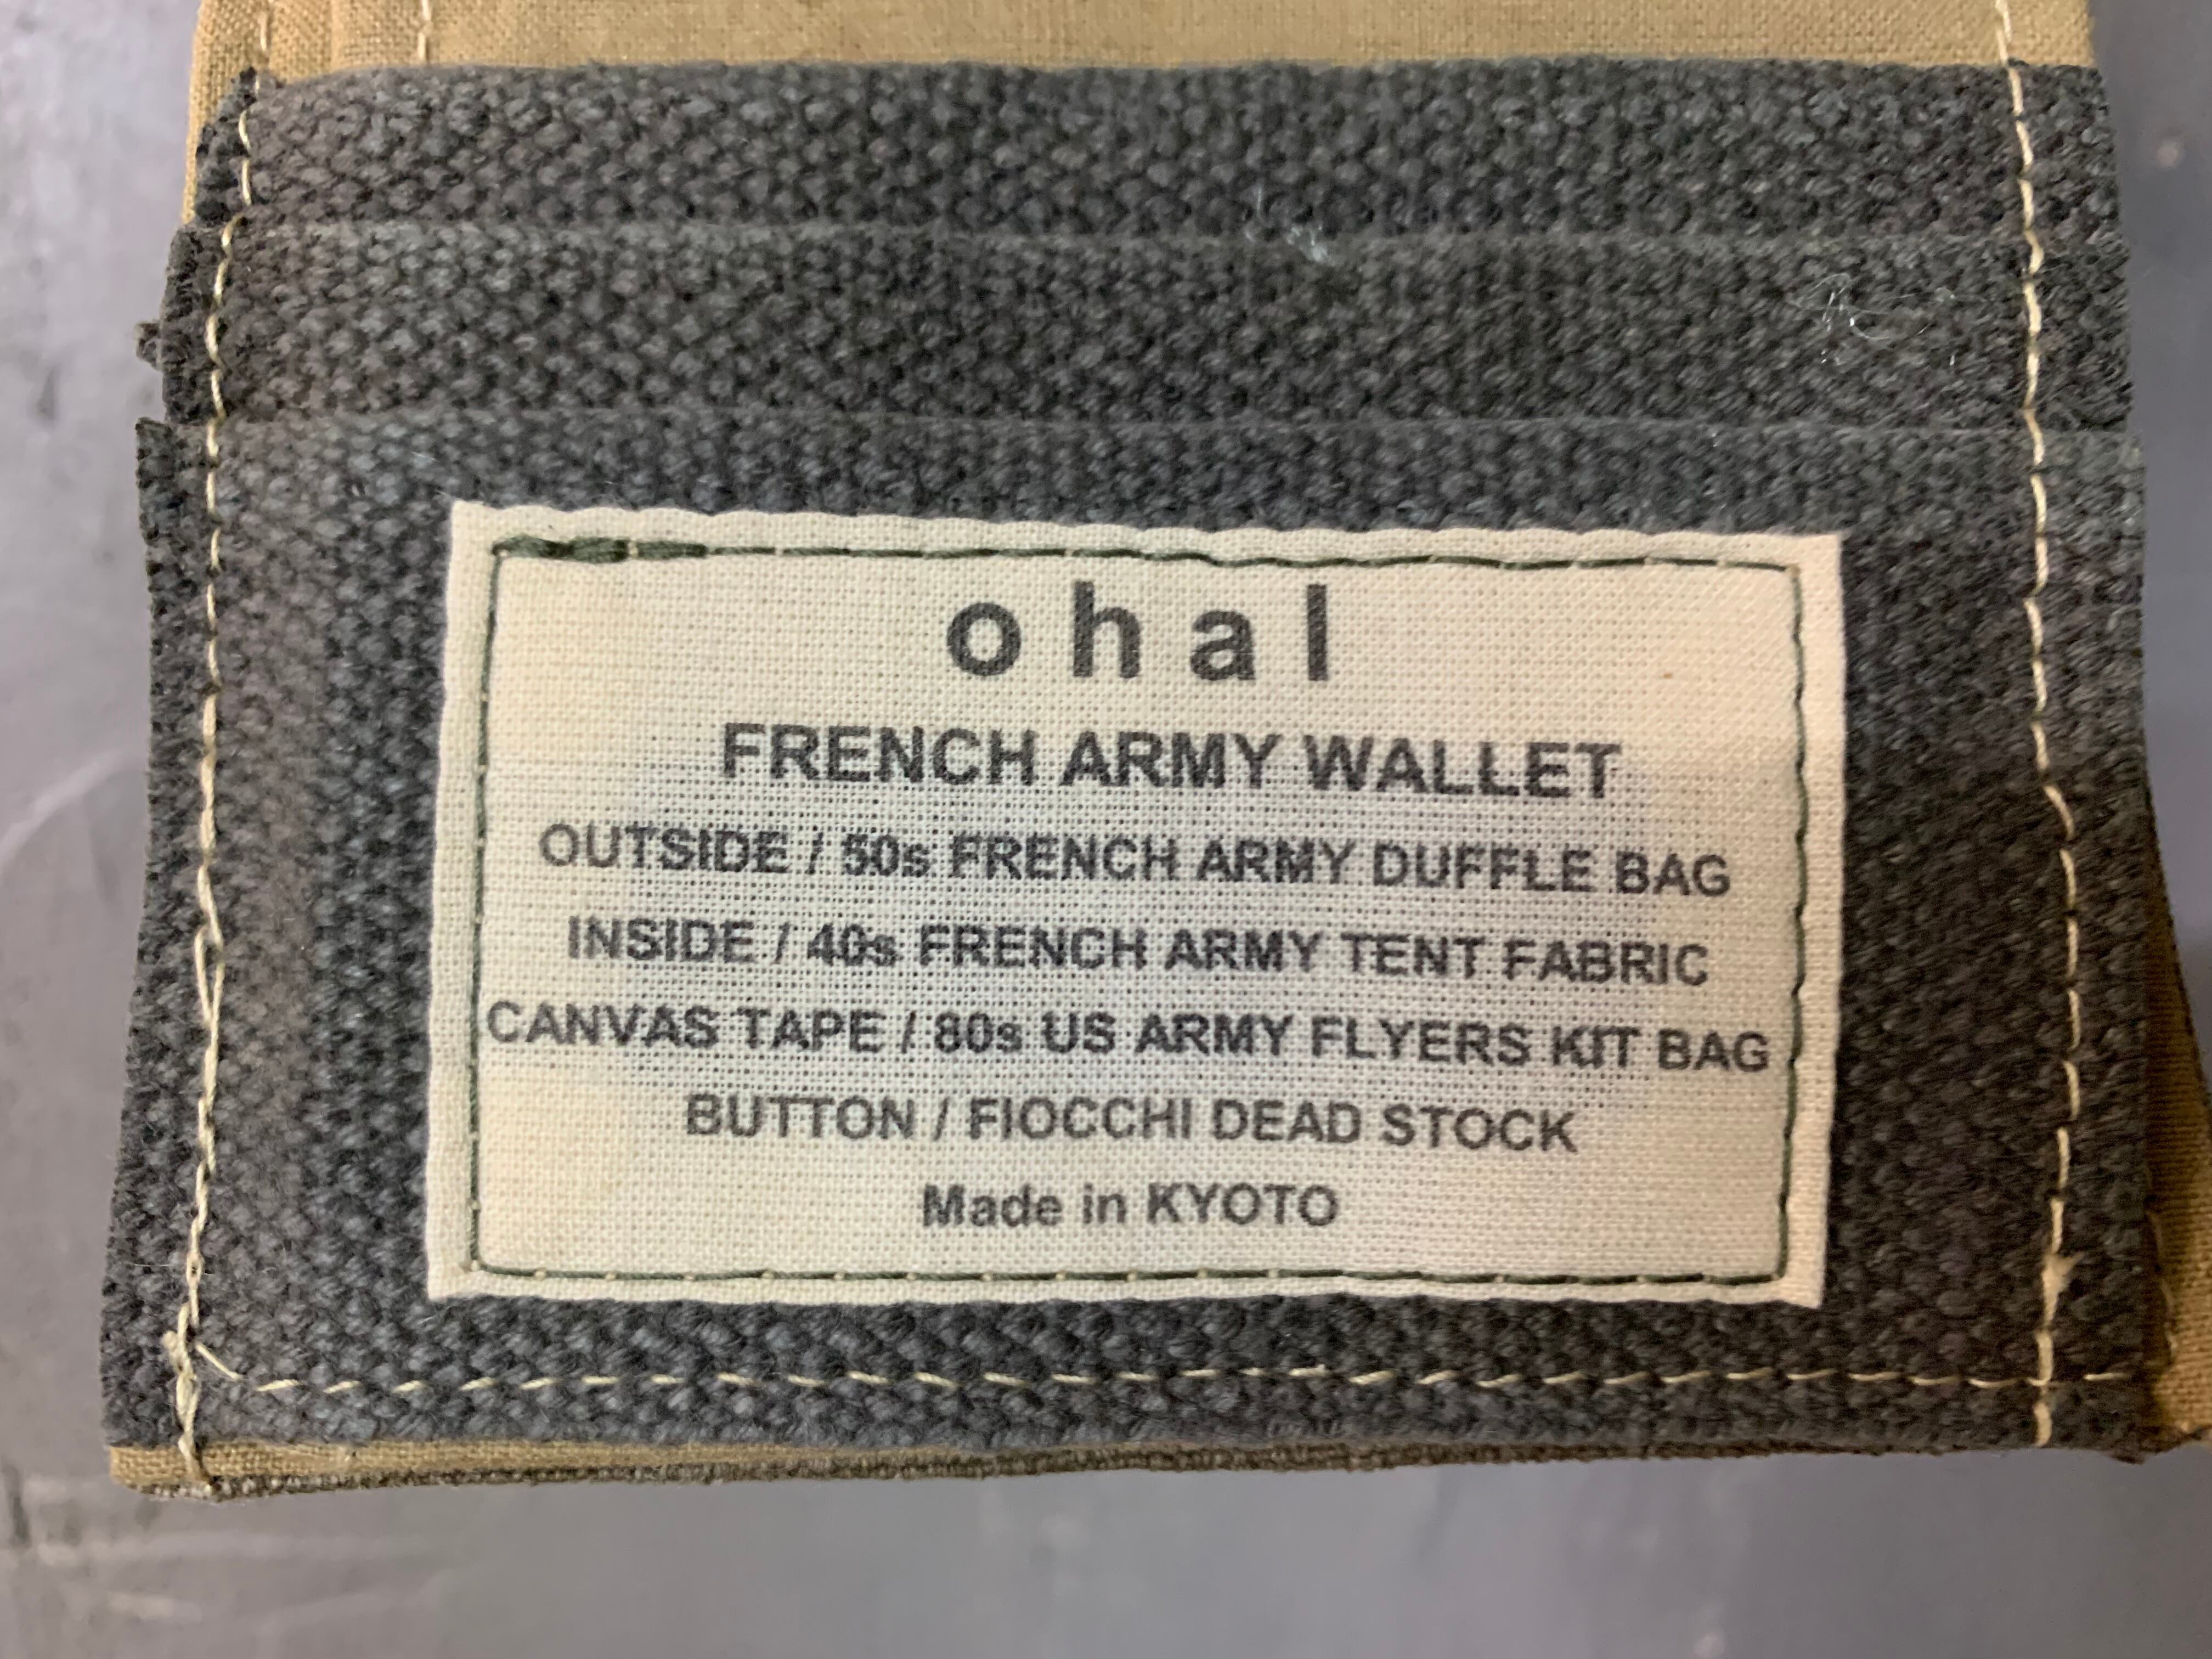 ohal
FRENCH ARMY WALLET
OUTSIDE / 50s FRENCH ARMY DUFFLE BAG
INSIDE / 40s FRENCH ARMY TENT FABRIC
CANVAS TAPE / 80s US ARMY FLYERS KIT BAG
BUTTON / FIOCCHI DEAD STOCK
Made in KYOTO